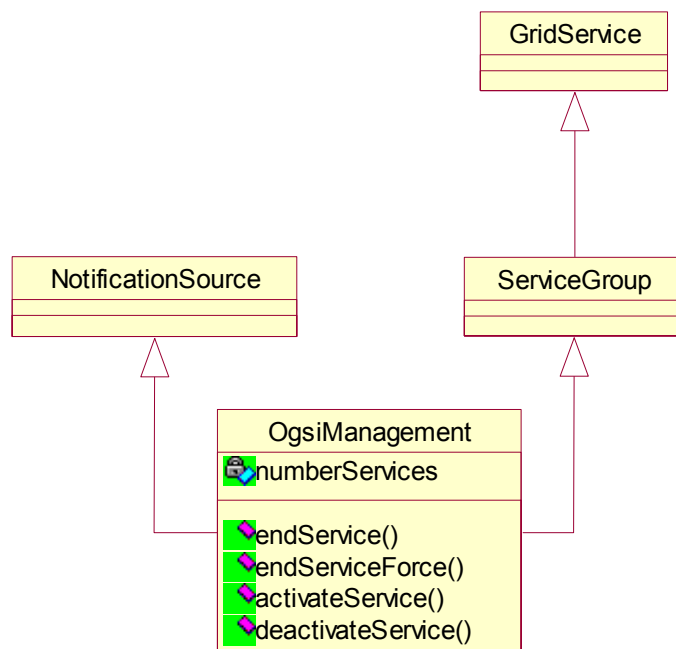 GridService
NotificationSource
ServiceGroup
OgsiManagement
numberServices
endService()
endServiceForce()
activateService()
deactivateService()